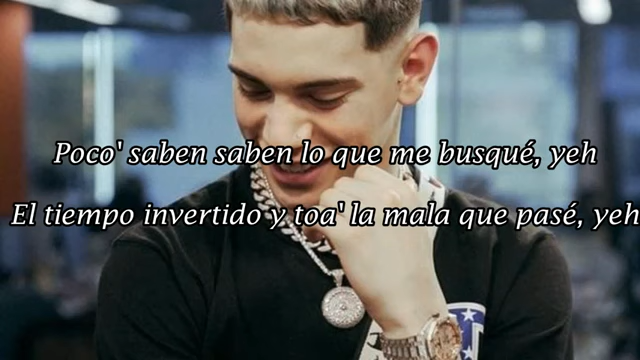 Poco' saben saben lo que me busqué, yeh
El tiempo invertido y toa' la mala que pasé, yeh